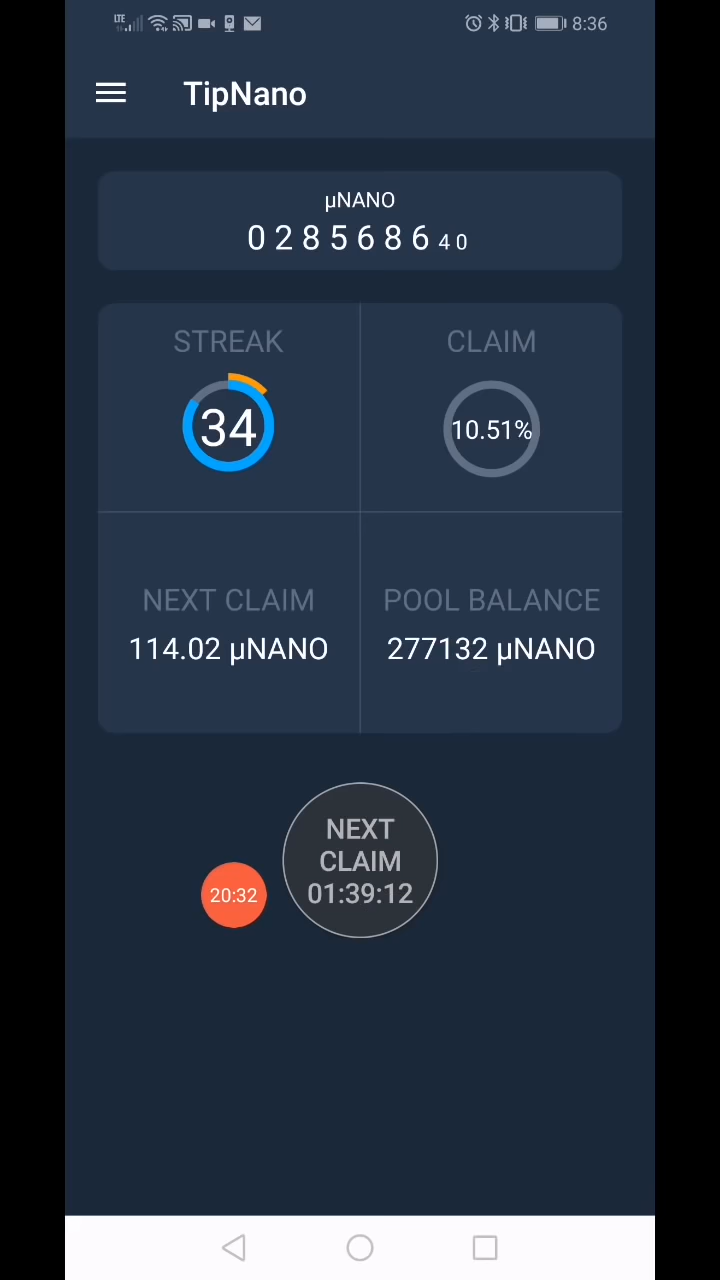 LTE 8:36
TipNano
µNANO
0285686 40
STREAK CLAIM
34 10.51%
NEXT CLAIM POOL BALANCE
114.02 µNANO 277132 µNANO
NEXT
CLAIM
01:39:12
20:32